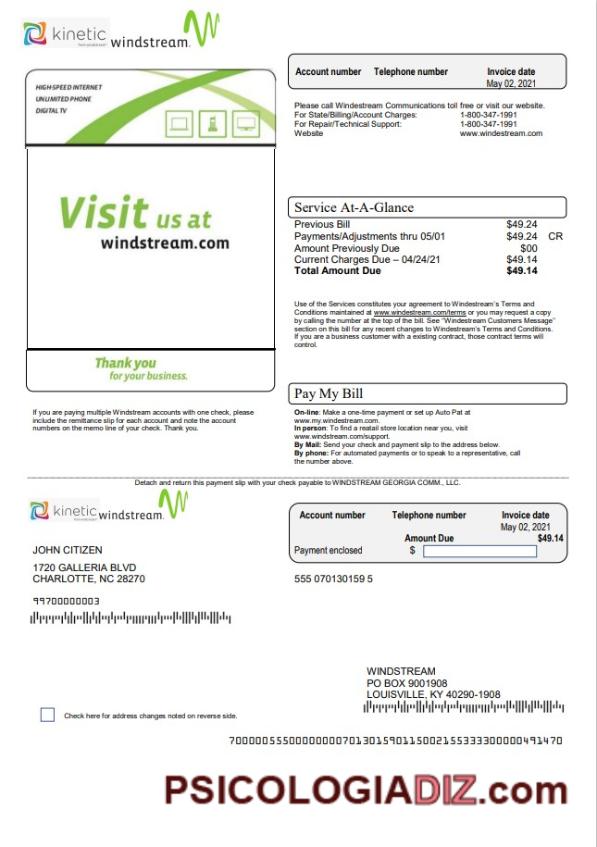 kinetic windstream.
HIGH-SPEED INTERNET
UNLIMITED PHONE
DIGITAL TV
Visit us at
windstream.com
Thank you
for your business.
If you are paying multiple Windstream accounts with one check, please
include the remittance slip for each account and note the account
numbers on the memo line of your check. Thank you.
Account number Telephone number Invoice date
May 02, 2021
Please call Windestream Communications toll free or visit our website.
For State/Billing/Account Charges: 1-800-347-1991
For Repair/Technical Support: 1-800-347-1991
Website www.windestream.com
Service At-A-Glance
Previous Bill $49.24
Payments/Adjustments thru 05/01 $49.24 CR
Amount Previously Due $00
Current Charges Due – 04/24/21 $49.14
Total Amount Due $49.14
Use of the Services constitutes your agreement to Windestream's Terms and
Conditions maintained at www.windestream.com/terms or you may request a copy
by calling the number at the top of the bill. See "Windestream Customers Message"
section on this bill for any recent changes to Windestream's Terms and Conditions.
If you are a business customer with a existing contract, those contract terms will
control.
Pay My Bill
On-line: Make a one-time payment or set up Auto Pat at
www.my.windestream.com.
In person: To find a reatail store location near you, visit
www.windestream.com/support.
By Mail: Send your check and payment slip to the address below.
By phone: For automated payments or to speak to a representative, call
the number above.
Detach and return this payment slip with your check payable to WINDSTREAM GEORGIA COMM., LLC.
kinetic windstream.
Account number Telephone number Invoice date
May 02, 2021
Amount Due $49.14
Payment enclosed $
JOHN CITIZEN
1720 GALLERIA BLVD
CHARLOTTE, NC 28270
555 070130159 5
99700000003
WINDSTREAM
PO BOX 9001908
LOUISVILLE, KY 40290-1908
Check here for address changes noted on reverse side.
PSICOLOGIADIZ.com